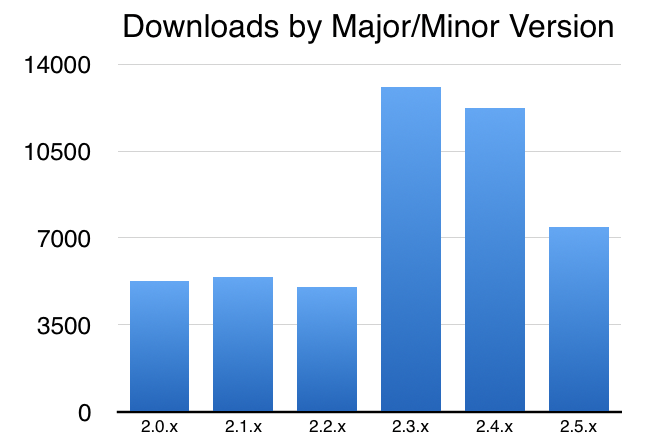 Downloads by Major/Minor Version
14000
10500
7000
3500
0
2.0.x 2.1.x 2.2.x 2.3.x 2.4.x 2.5.x